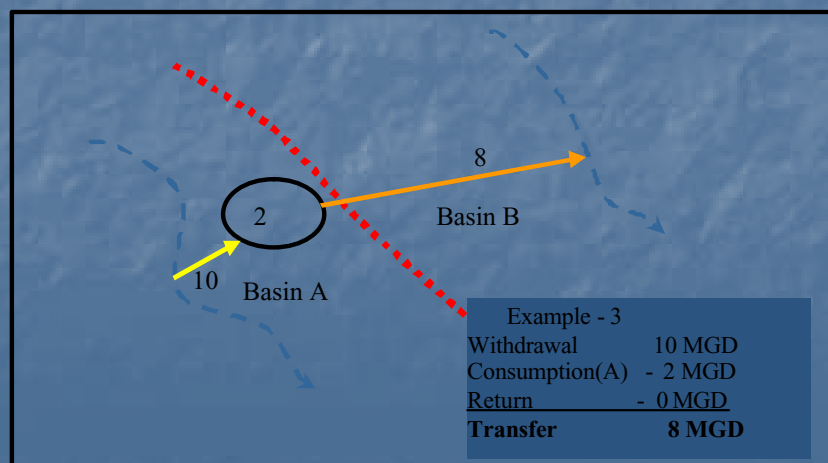 8
2
Basin B
10
Basin A
Example - 3
Withdrawal 10 MGD
Consumption(A) - 2 MGD
Return - 0 MGD
Transfer 8 MGD